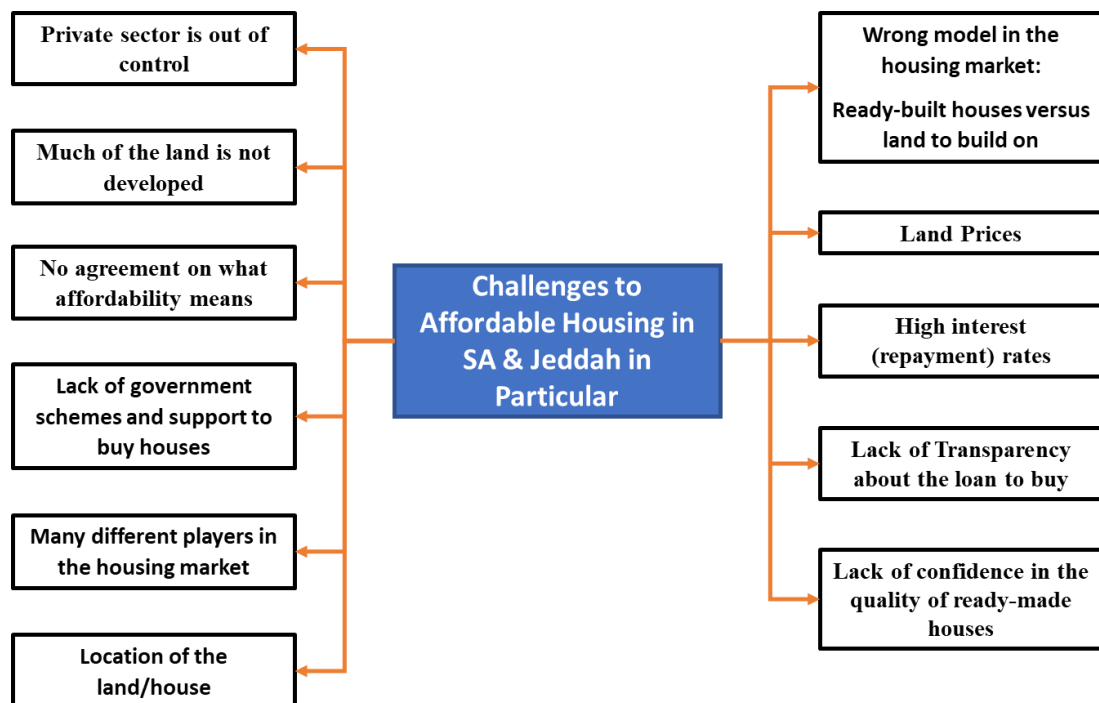 Private sector is out of
control
Much of the land is not
developed
No agreement on what
affordability means
Lack of government
schemes and support to
buy houses
Many different players in
the housing market
Location of the
land/house
Challenges to
Affordable Housing in
SA & Jeddah in
Particular
Wrong model in the
housing market:
Ready-built houses versus
land to build on
Land Prices
High interest
(repayment) rates
Lack of Transparency
about the loan to buy
Lack of confidence in the
quality of ready-made
houses